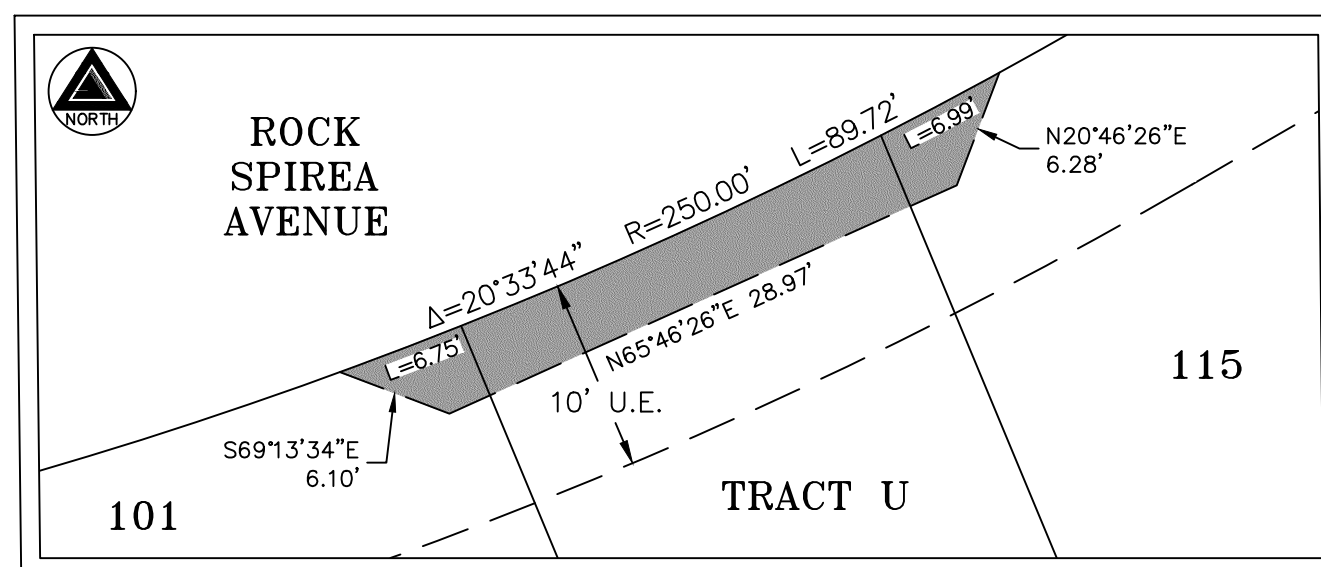 NORTH
ROCK
SPIREA
AVENUE
Δ=20°33'44"
R=250.00'
L=89.72'
L=6.99'
N20°46'26"E
6.28'
L=6.75'
N65°46'26"E 28.97'
10' U.E.
S69°13'34"E
6.10'
101
TRACT U
115